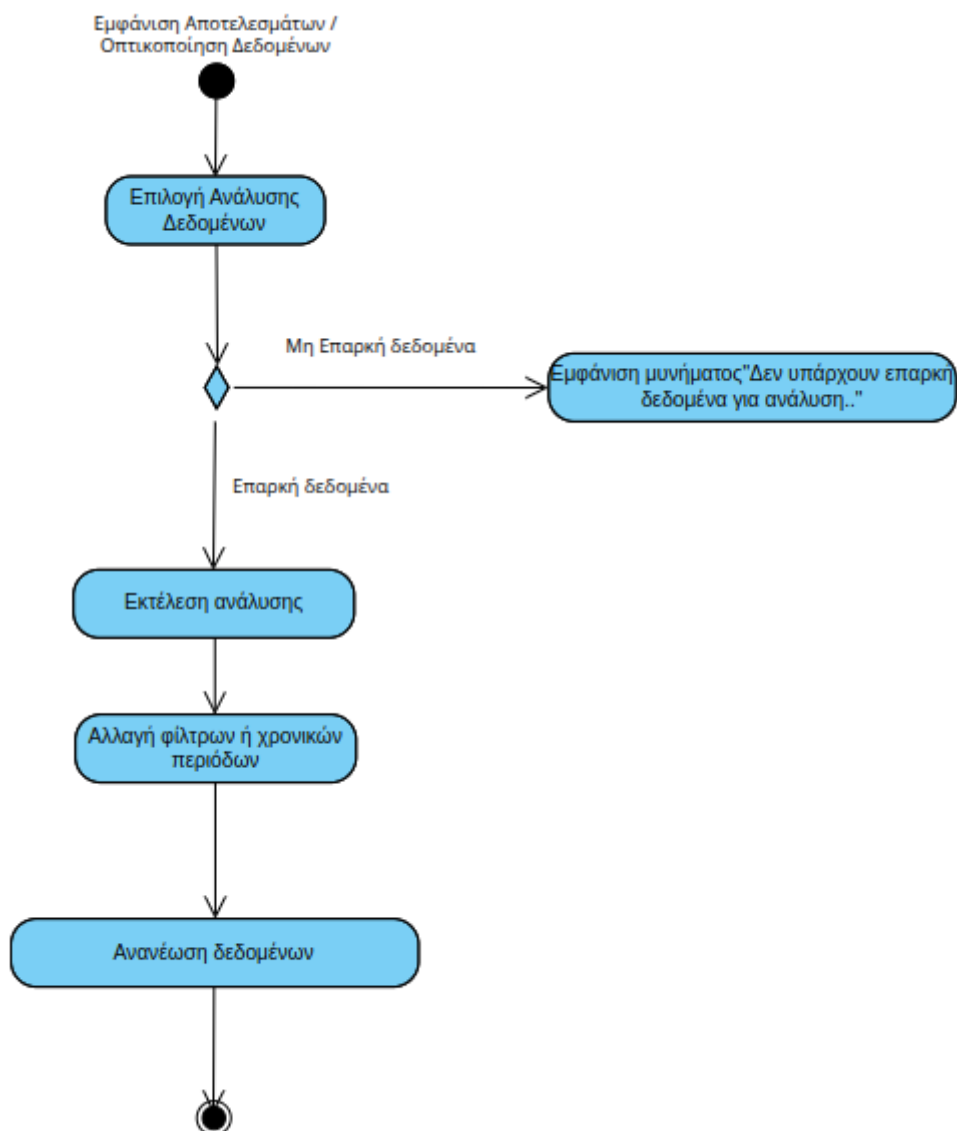 Εμφάνιση Αποτελεσμάτων /
Οπτικοποίηση Δεδομένων
Επιλογή Ανάλυσης
Δεδομένων
Μη Επαρκή δεδομένα
Εμφάνιση μυνήματος"Δεν υπάρχουν επαρκή
δεδομένα για ανάλυση.."
Επαρκή δεδομένα
Εκτέλεση ανάλυσης
Αλλαγή φίλτρων ή χρονικών
περιόδων
Ανανέωση δεδομένων